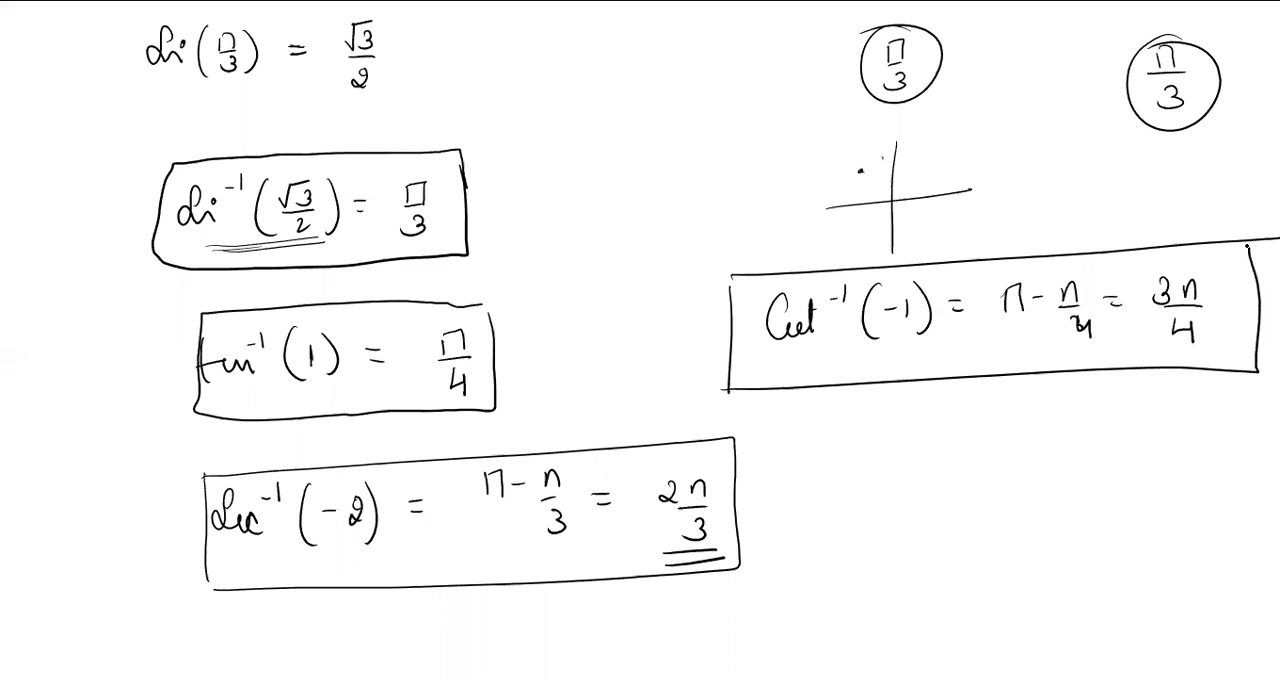 sin(π/3) = √3/2
π/3
π/3
sin⁻¹(√3/2) = π/3
Cot⁻¹(-1) = π - π/4 = 3π/4
tan⁻¹(1) = π/4
Sec⁻¹(-2) = π - π/3 = 2π/3